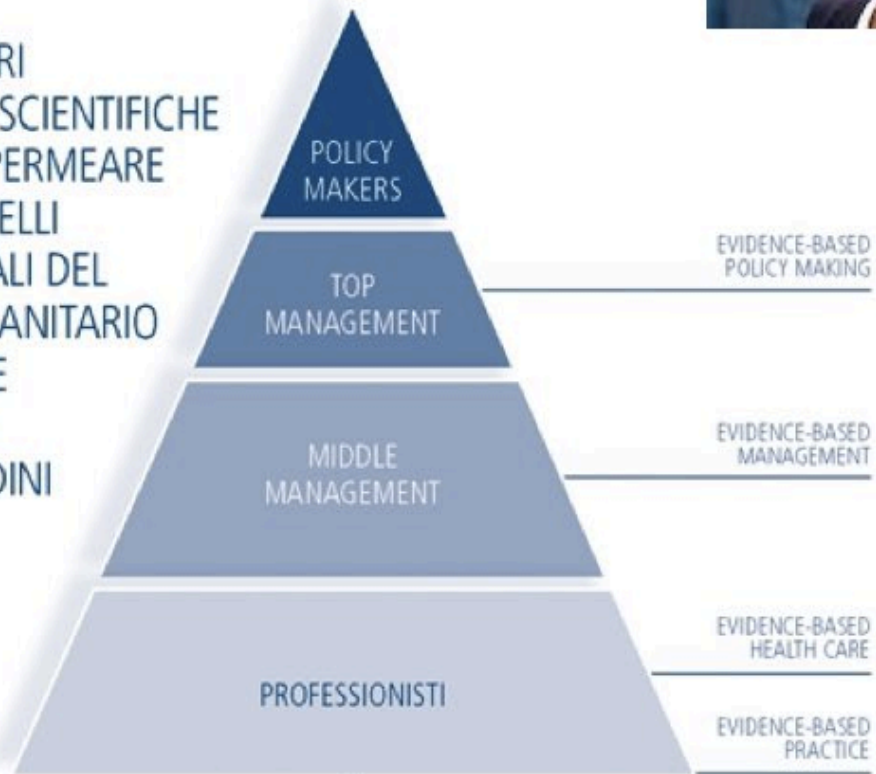 RI
SCIENTIFICHE
PERMEARE
ELLI
ALI DEL
ANITARIO
E
DINI
POLICY
MAKERS
TOP
MANAGEMENT
MIDDLE
MANAGEMENT
PROFESSIONISTI
EVIDENCE-BASED
POLICY MAKING
EVIDENCE-BASED
MANAGEMENT
EVIDENCE-BASED
HEALTH CARE
EVIDENCE-BASED
PRACTICE